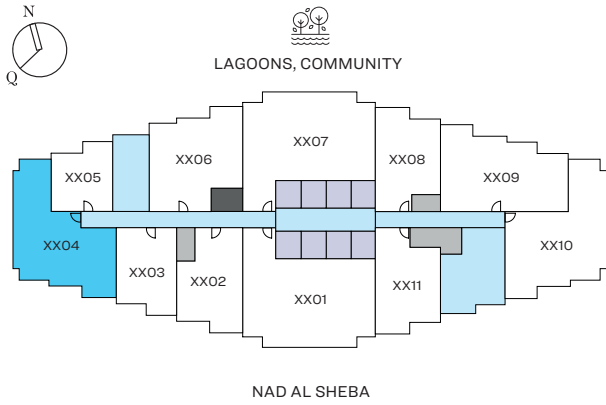 N
Q
LAGOONS, COMMUNITY
XX07
XX06
XX08
XX05
XX09
XX04
XX03
XX02
XX01
XX11
XX10
NAD AL SHEBA